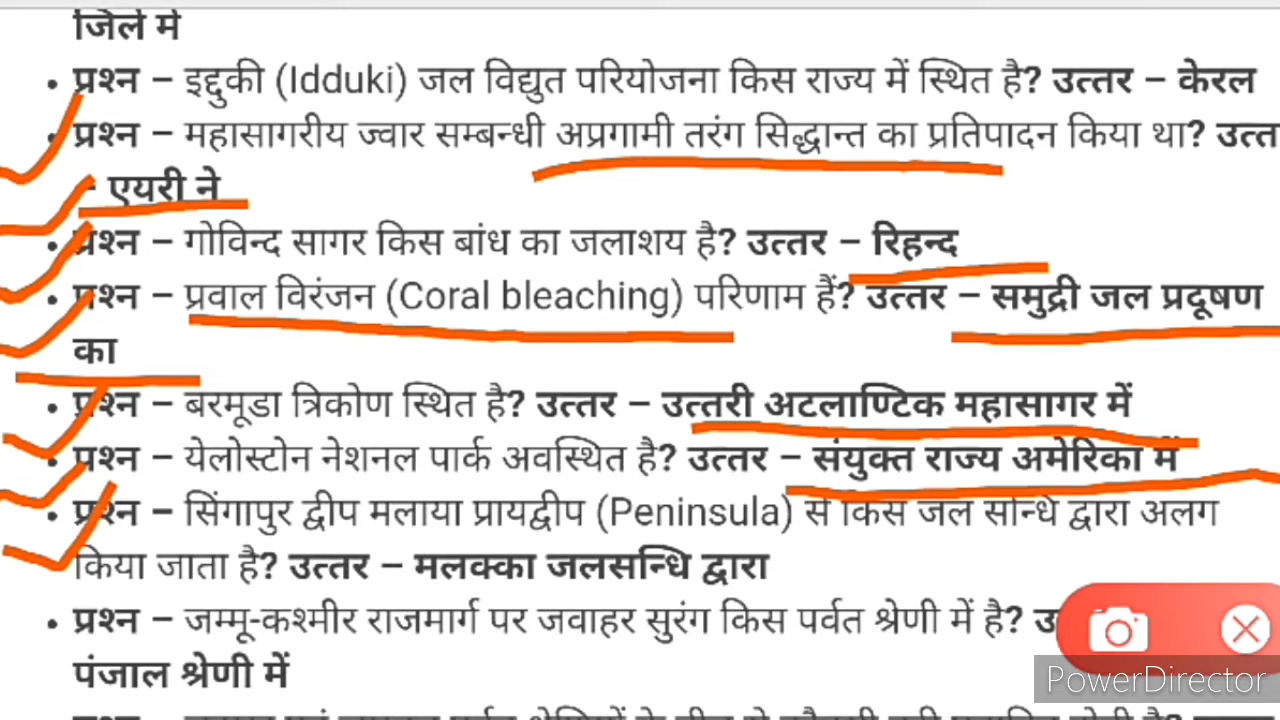 जिले में
• प्रश्न – इद्दुकी (Idduki) जल विद्युत परियोजना किस राज्य में स्थित है? उत्तर – केरल
• प्रश्न – महासागरीय ज्वार सम्बन्धी अप्रगामी तरंग सिद्धान्त का प्रतिपादन किया था? उत्त
– एयरी ने
• प्रश्न – गोविन्द सागर किस बांध का जलाशय है? उत्तर – रिहन्द
• प्रश्न – प्रवाल विरंजन (Coral bleaching) परिणाम हैं? उत्तर – समुद्री जल प्रदूषण
का
• प्रश्न – बरमूडा त्रिकोण स्थित है? उत्तर – उत्तरी अटलाण्टिक महासागर में
• प्रश्न – येलोस्टोन नेशनल पार्क अवस्थित है? उत्तर – संयुक्त राज्य अमेरिका में
• प्रश्न – सिंगापुर द्वीप मलाया प्रायद्वीप (Peninsula) से किस जल सन्धि द्वारा अलग
किया जाता है? उत्तर – मलक्का जलसन्धि द्वारा
• प्रश्न – जम्मू-कश्मीर राजमार्ग पर जवाहर सुरंग किस पर्वत श्रेणी में है? उ
पंजाल श्रेणी में
PowerDirector